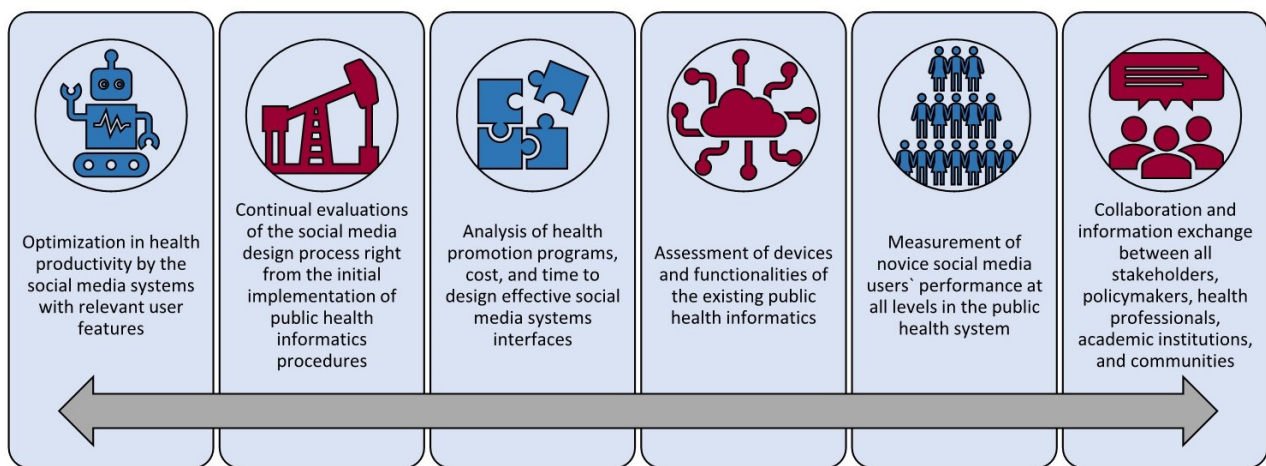 Optimization in health
productivity by the
social media systems
with relevant user
features
Continual evaluations
of the social media
design process right
from the initial
implementation of
public health
informatics
procedures
Analysis of health
promotion programs,
cost, and time to
design effective social
media systems
interfaces
Assessment of devices
and functionalities of
the existing public
health informatics
Measurement of
novice social media
users` performance at
all levels in the public
health system
Collaboration and
information exchange
between all
stakeholders,
policymakers, health
professionals,
academic institutions,
and communities